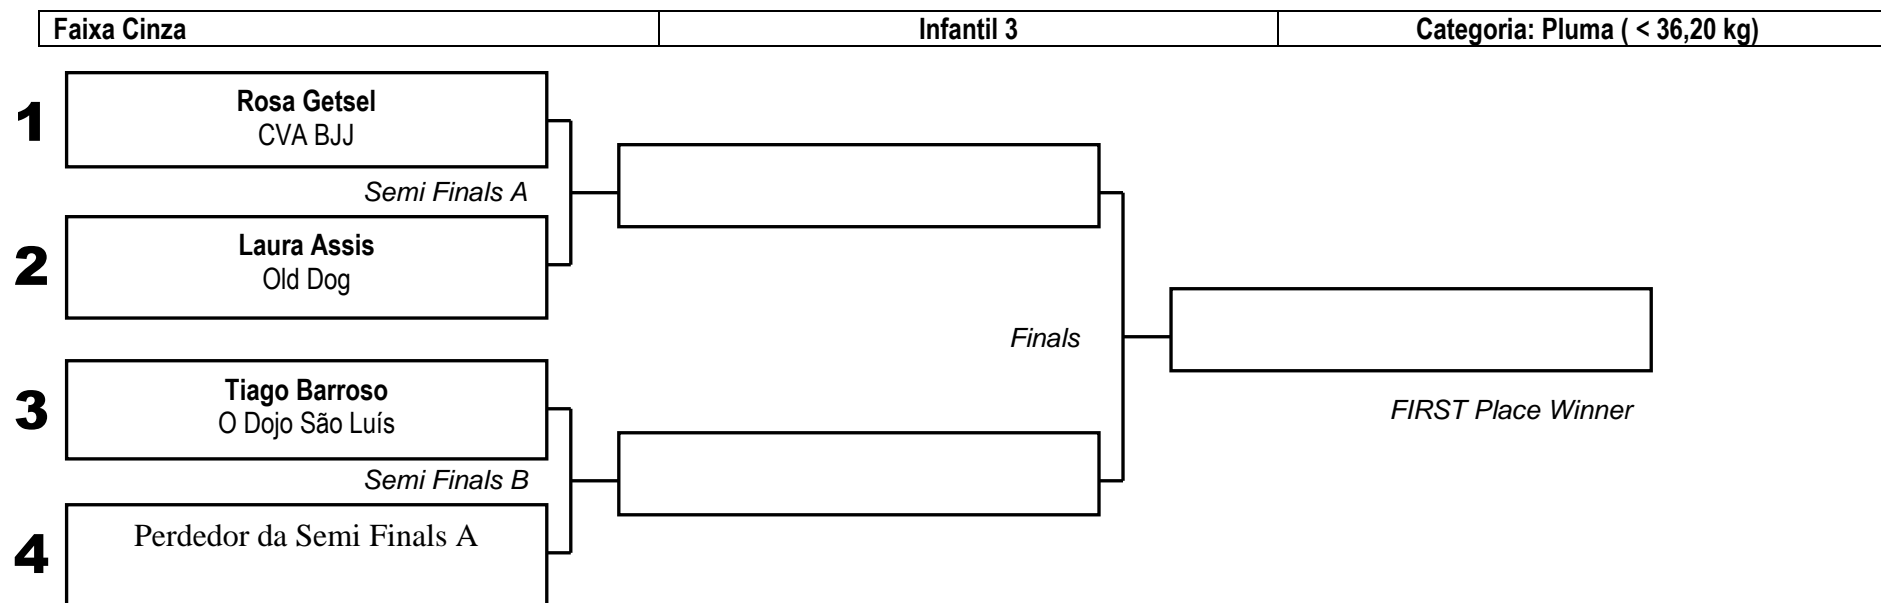 Faixa Cinza Infantil 3 Categoria: Pluma ( < 36,20 kg)
1
Rosa Getsel
CVA BJJ
Semi Finals A
2
Laura Assis
Old Dog
Finals
3
Tiago Barroso
O Dojo São Luís
FIRST Place Winner
Semi Finals B
4
Perdedor da Semi Finals A